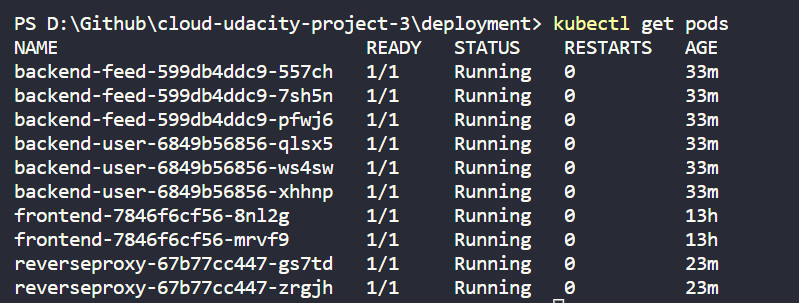 PS D:\Github\cloud-udacity-project-3\deployment> kubectl get pods
NAME READY STATUS RESTARTS AGE
backend-feed-599db4ddc9-557ch 1/1 Running 0 33m
backend-feed-599db4ddc9-7sh5n 1/1 Running 0 33m
backend-feed-599db4ddc9-pfwj6 1/1 Running 0 33m
backend-user-6849b56856-qlsx5 1/1 Running 0 33m
backend-user-6849b56856-ws4sw 1/1 Running 0 33m
backend-user-6849b56856-xhhnp 1/1 Running 0 33m
frontend-7846f6cf56-8nl2g 1/1 Running 0 13h
frontend-7846f6cf56-mrvf9 1/1 Running 0 13h
reverseproxy-67b77cc447-gs7td 1/1 Running 0 23m
reverseproxy-67b77cc447-zrgjh 1/1 Running 0 23m